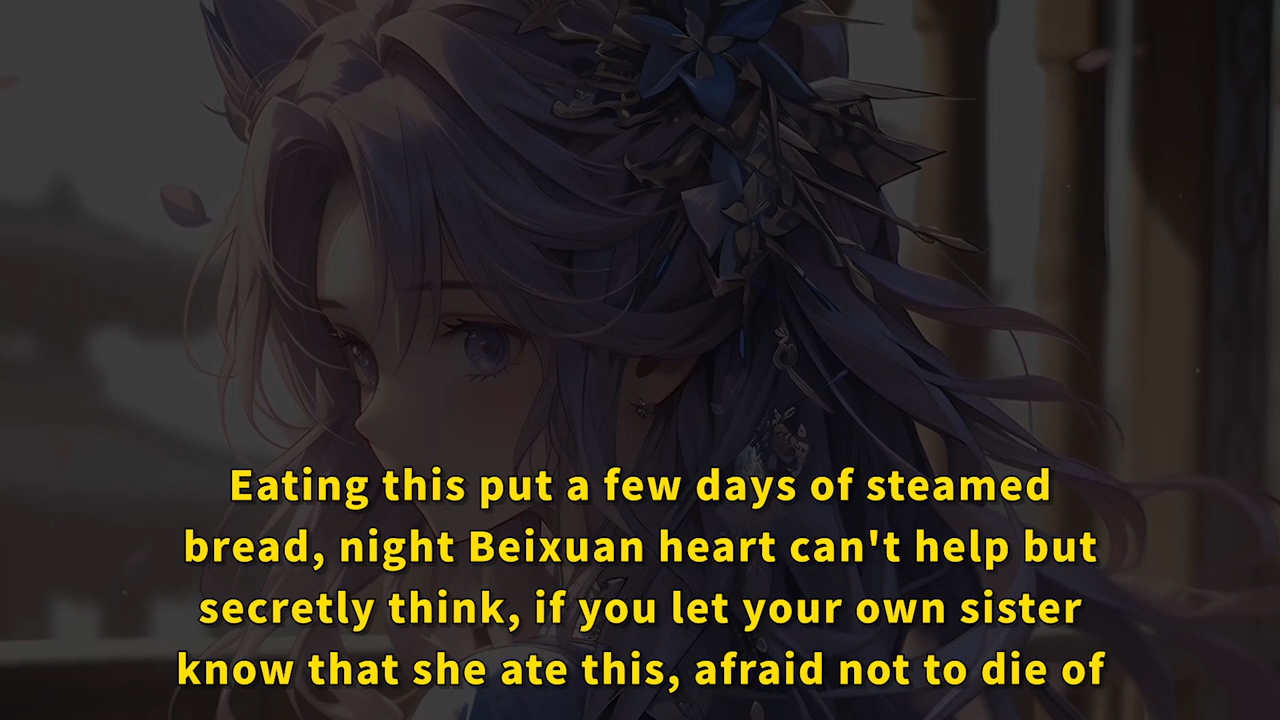 Eating this put a few days of steamed
bread, night Beixuan heart can't help but
secretly think, if you let your own sister
know that she ate this, afraid not to die of